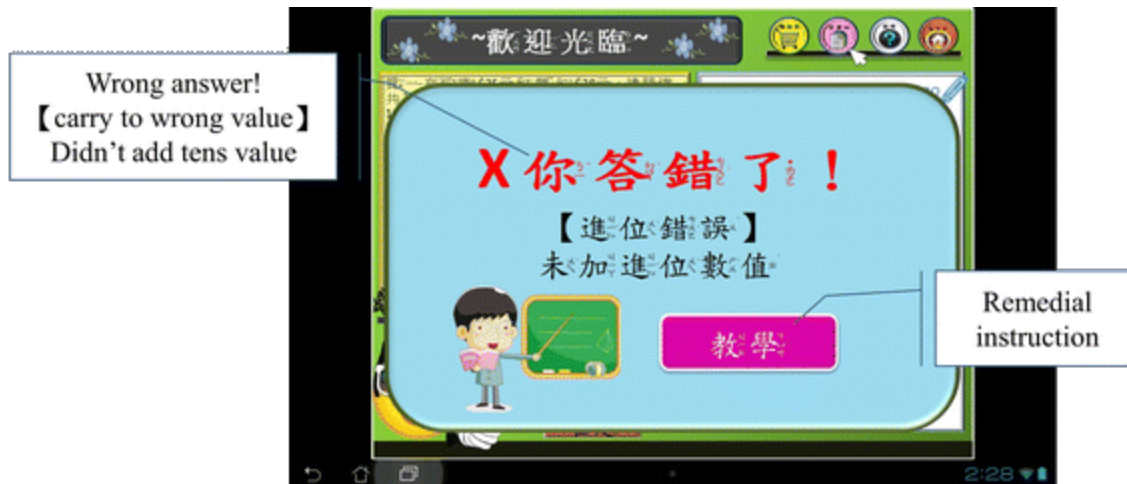 ~歡迎光臨~
Wrong answer!
【carry to wrong value】
Didn't add tens value
X你答錯了！
【進位錯誤】
未加進位數值
Remedial
instruction
教學
2:28